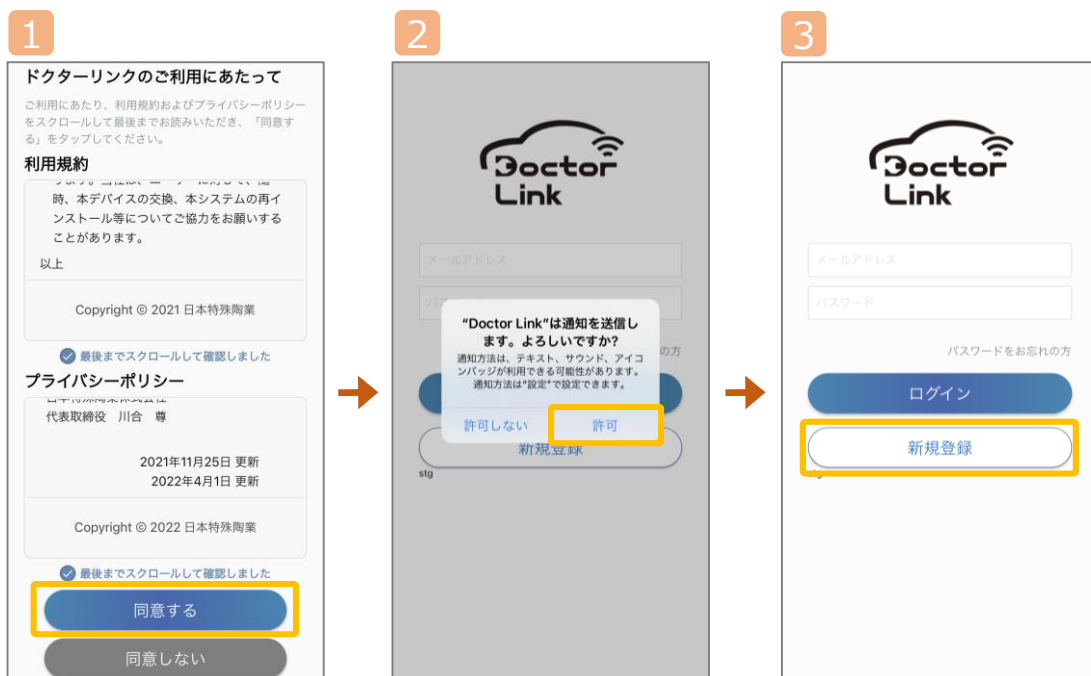 1
ドクターリンクのご利用にあたって
ご利用にあたり、利用規約およびプライバシーポリシー
をスクロールして最後までお読みいただき、「同意す
る」をタップしてください。
利用規約
時、本デバイスの交換、本システムの再イ
ンストール等についてご協力をお願いする
ことがあります。
以上
Copyright © 2021 日本特殊陶業
最後までスクロールして確認しました
プライバシーポリシー
日本特殊陶業株式会社
代表取締役 川合 尊
2021年11月25日 更新
2022年4月1日 更新
Copyright © 2022 日本特殊陶業
最後までスクロールして確認しました
同意する
同意しない
2
Doctor
Link
メールアドレス
“Doctor Link”は通知を送信し
ます。よろしいですか?
通知方法は、テキスト、サウンド、アイコ
ンバッジが利用できる可能性があります。
通知方法は“設定”で設定できます。
の方
許可しない
許可
新規登録
stg
3
Doctor
Link
メールアドレス
パスワード
パスワードをお忘れの方
ログイン
新規登録